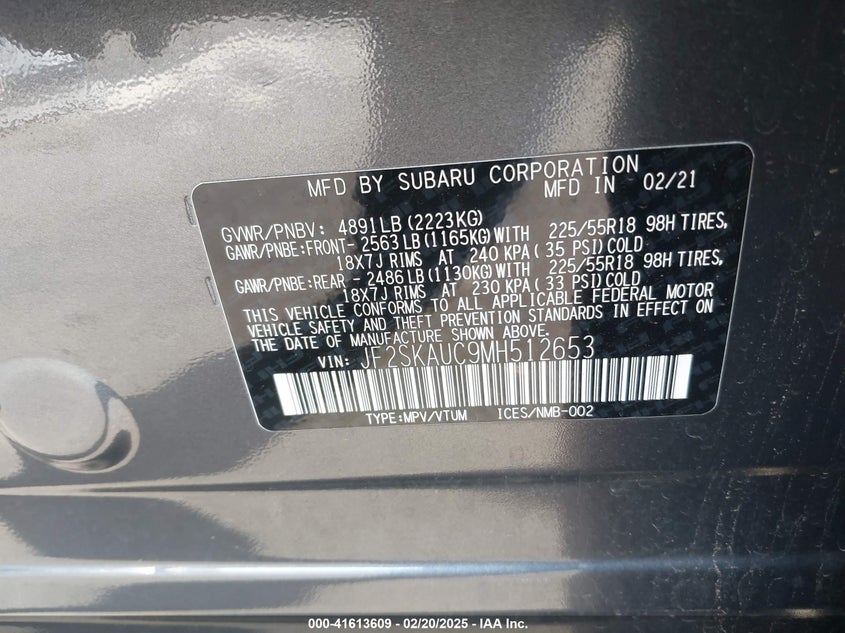 MFD BY SUBARU CORPORATION
MFD IN 02/21
GVWR/PNBV: 4891LB (2223KG)
GAWR/PNBE:FRONT- 2563LB (1165KG) WITH 225/55R18 98H TIRES,
18X7J RIMS AT 240 KPA( 35 PSI) COLD
GAWR/PNBE:REAR - 2486LB (1130KG) WITH 225/55R18 98H TIRES,
18X7J RIMS AT 230 KPA( 33 PSI) COLD
THIS VEHICLE CONFORMS TO ALL APPLICABLE FEDERAL MOTOR
VEHICLE SAFETY AND THEFT PREVENTION STANDARDS IN EFFECT ON
THE DATE OF MANUFACTURE SHOWN ABOVE.
VIN: JF2SKAUC9MH512653
TYPE:MPV/VTUM ICES/NMB-002
000-41613609 - 02/20/2025 - IAA Inc.